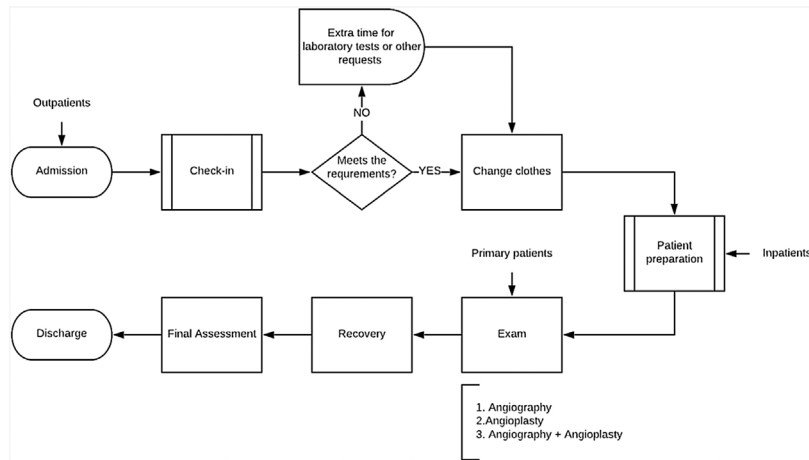 Extra time for
laboratory tests or other
requests
Outpatients
NO
Admission
Check-in
Meets the
requrements?
YES
Change clothes
Patient
preparation
Inpatients
Primary patients
Discharge
Final Assessment
Recovery
Exam
1. Angiography
2.Angioplasty
3. Angiography + Angioplasty